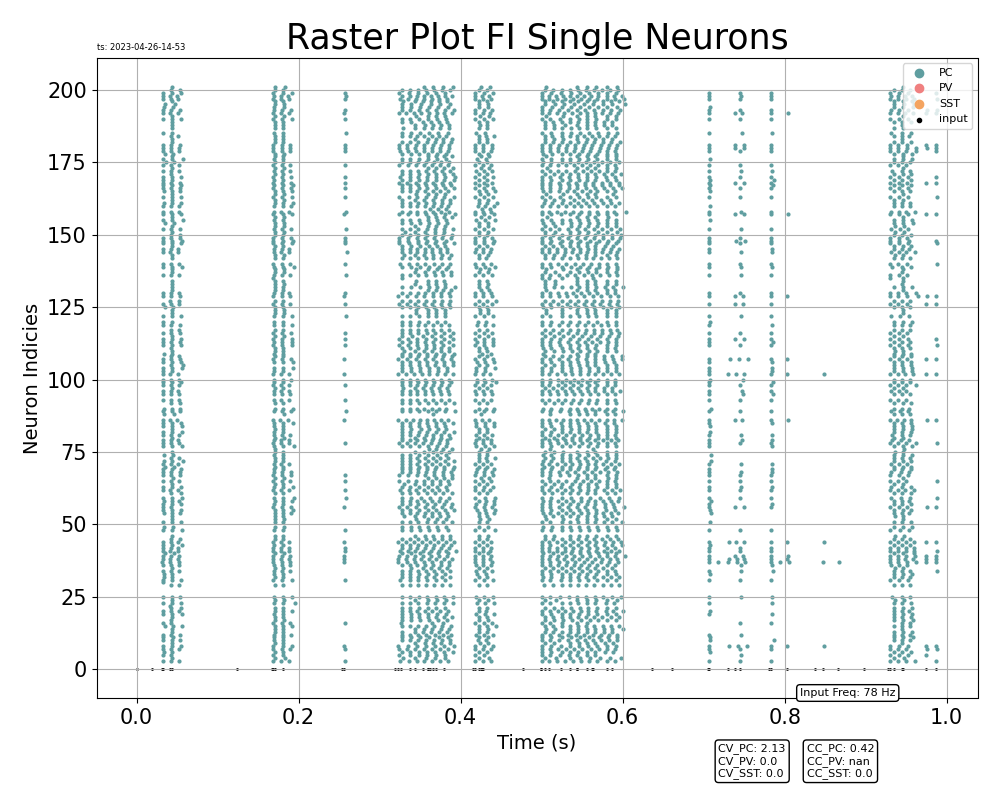 Raster Plot FI Single Neurons
ts: 2023-04-26-14-53
PC
PV
SST
input
200
175
150
125
100
75
50
25
0
Neuron Indicies
0.0 0.2 0.4 0.6 0.8 1.0
Time (s)
Input Freq: 78 Hz
CV_PC: 2.13
CV_PV: 0.0
CV_SST: 0.0
CC_PC: 0.42
CC_PV: nan
CC_SST: 0.0